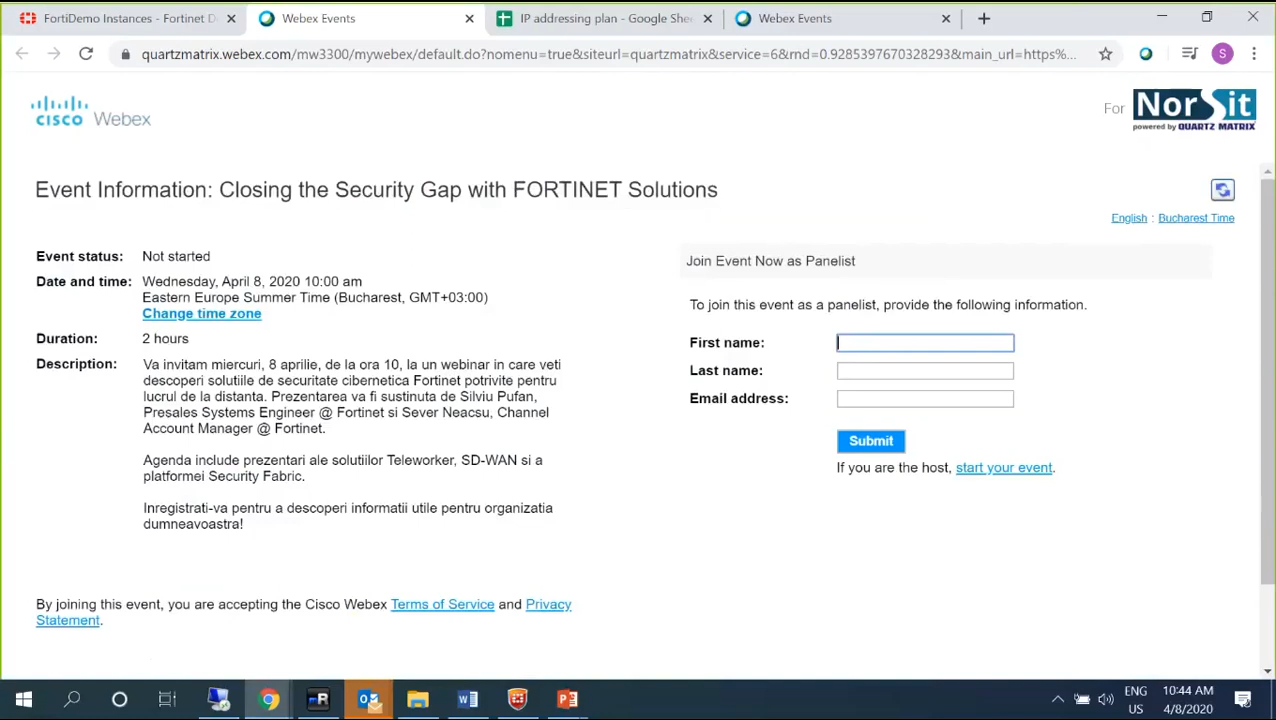 FortiDemo Instances - Fortinet D
Webex Events
IP addressing plan - Google Shee
Webex Events
quartzmatrix.webex.com/mw3300/mywebex/default.do?nomenu=true&siteurl=quartzmatrix&service=6&rnd=0.9285397670328293&main_url=https%...
S
cisco Webex
For NorSit
powered by QUARTZ MATRIX
Event Information: Closing the Security Gap with FORTINET Solutions
English : Bucharest Time
Event status: Not started
Date and time: Wednesday, April 8, 2020 10:00 am
Eastern Europe Summer Time (Bucharest, GMT+03:00)
Change time zone
Duration: 2 hours
Description: Va invitam miercuri, 8 aprilie, de la ora 10, la un webinar in care veti
descoperi solutiile de securitate cibernetica Fortinet potrivite pentru
lucrul de la distanta. Prezentarea va fi sustinuta de Silviu Pufan,
Presales Systems Engineer @ Fortinet si Sever Neacsu, Channel
Account Manager @ Fortinet.
Agenda include prezentari ale solutiilor Teleworker, SD-WAN si a
platformei Security Fabric.
Inregistrati-va pentru a descoperi informatii utile pentru organizatia
dumneavoastra!
Join Event Now as Panelist
To join this event as a panelist, provide the following information.
First name:
Last name:
Email address:
Submit
If you are the host, start your event.
By joining this event, you are accepting the Cisco Webex Terms of Service and Privacy
Statement.
ENG
US
10:44 AM
4/8/2020